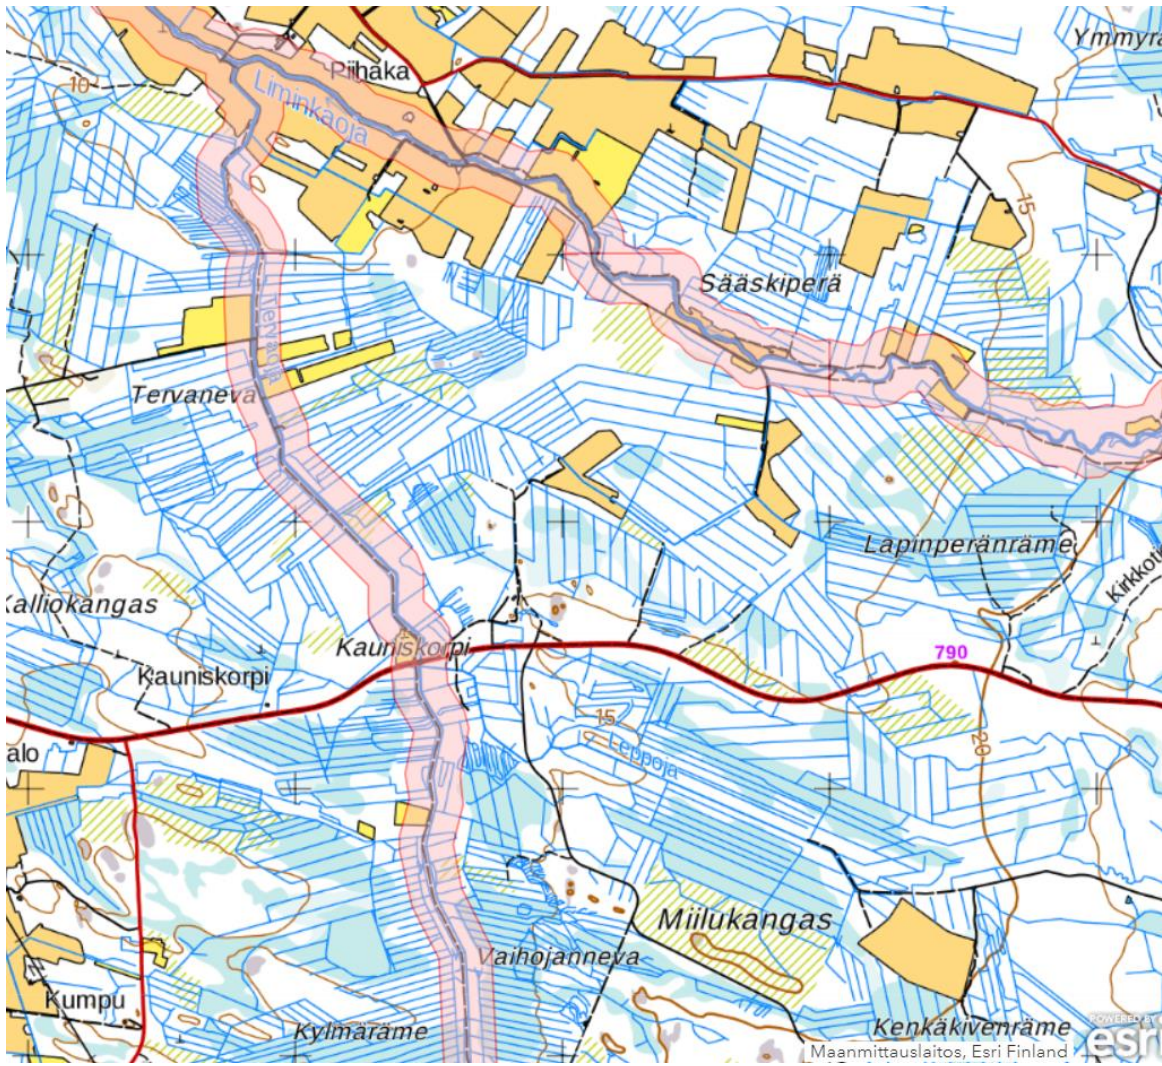 Ymmyrä
Piihaka
10
Liminkaoja
15
Sääskiperä
Tervaoja
Tervaneva
Lapinperänräme
Kirkkoti
Kalliokangas
Kauniskorpi
790
Kauniskorpi
15
20
Leppoja
alo
Miilukangas
Vaihojanneva
Kumpu
Kylmäräme
Kenkäkivenräme
POWERED BY
esri
Maanmittauslaitos, Esri Finland